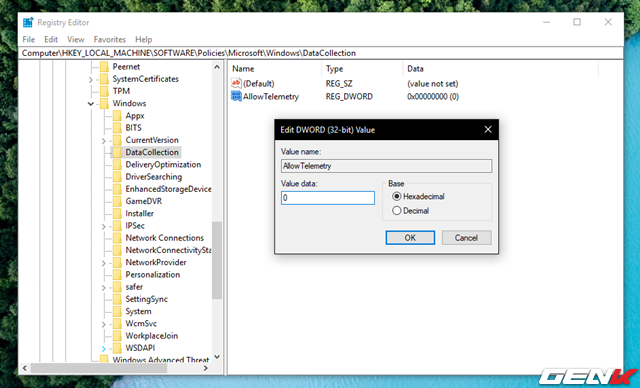 Registry Editor
File Edit View Favorites Help
Computer\HKEY_LOCAL_MACHINE\SOFTWARE\Policies\Microsoft\Windows\DataCollection
Peernet
SystemCertificates
TPM
Windows
Appx
BITS
CurrentVersion
DataCollection
DeliveryOptimization
DriverSearching
EnhancedStorageDevice
GameDVR
Installer
IPSec
Network Connections
NetworkConnectivitySta
NetworkProvider
Personalization
safer
SettingSync
System
WcmSvc
WorkplaceJoin
WSDAPI
Windows Advanced Threat
Name Type Data
(Default) REG_SZ (value not set)
AllowTelemetry REG_DWORD 0x00000000 (0)
Edit DWORD (32-bit) Value
Value name:
AllowTelemetry
Value data:
0
Base
Hexadecimal
Decimal
OK Cancel
GENK